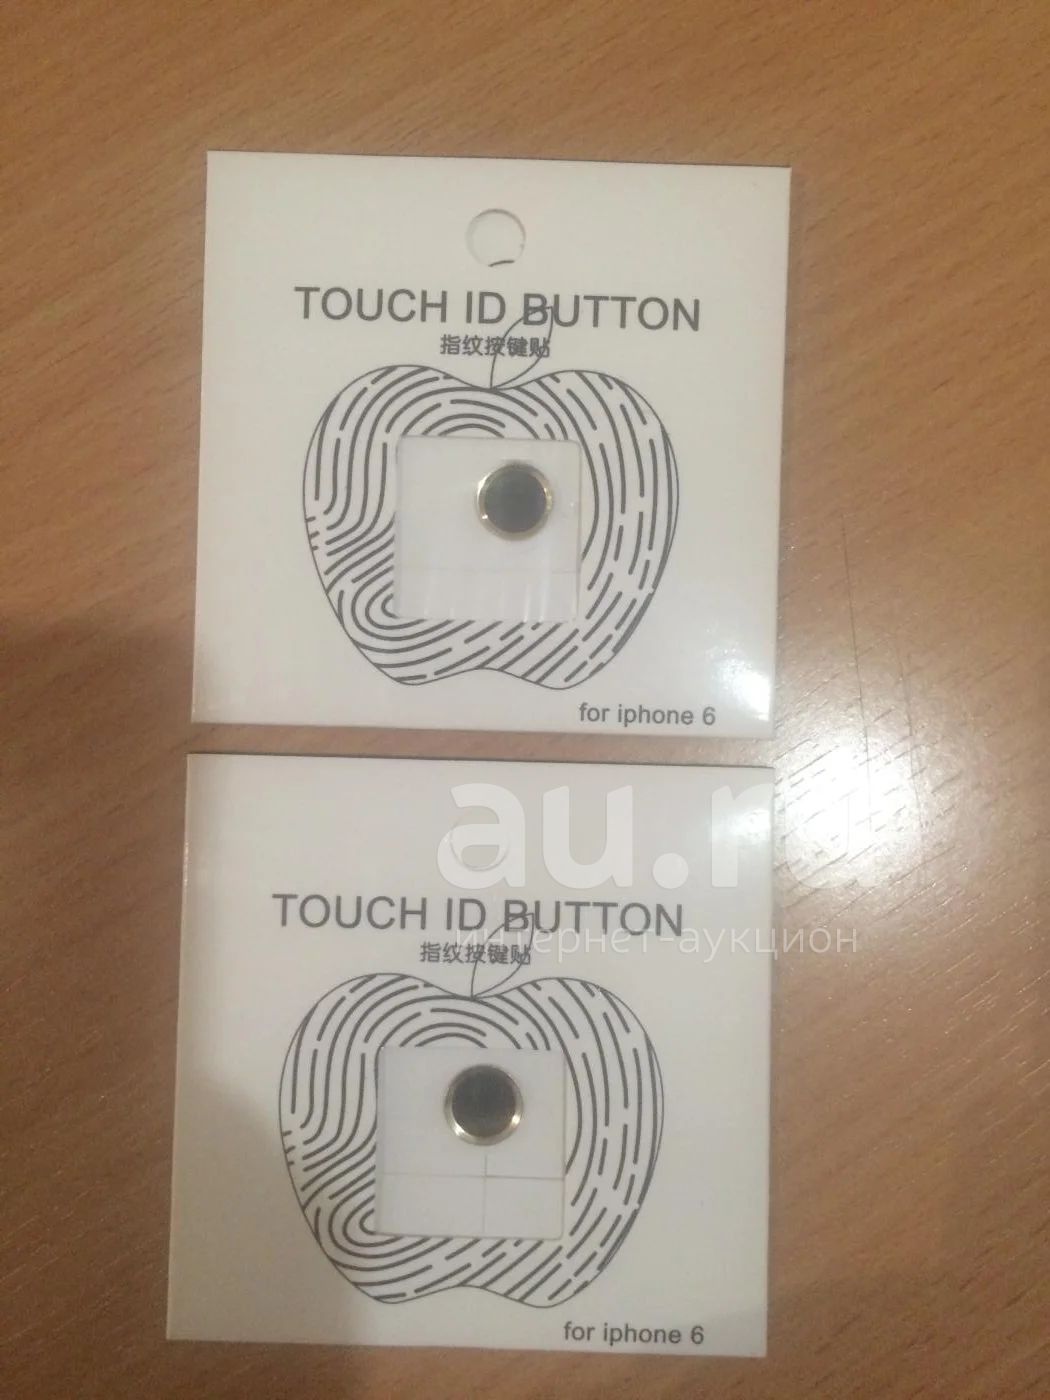 TOUCH ID BUTTON
指纹按键贴
for iphone 6
au.ru
TOUCH ID BUTTON
интернет-аукцион
指纹按键贴
for iphone 6